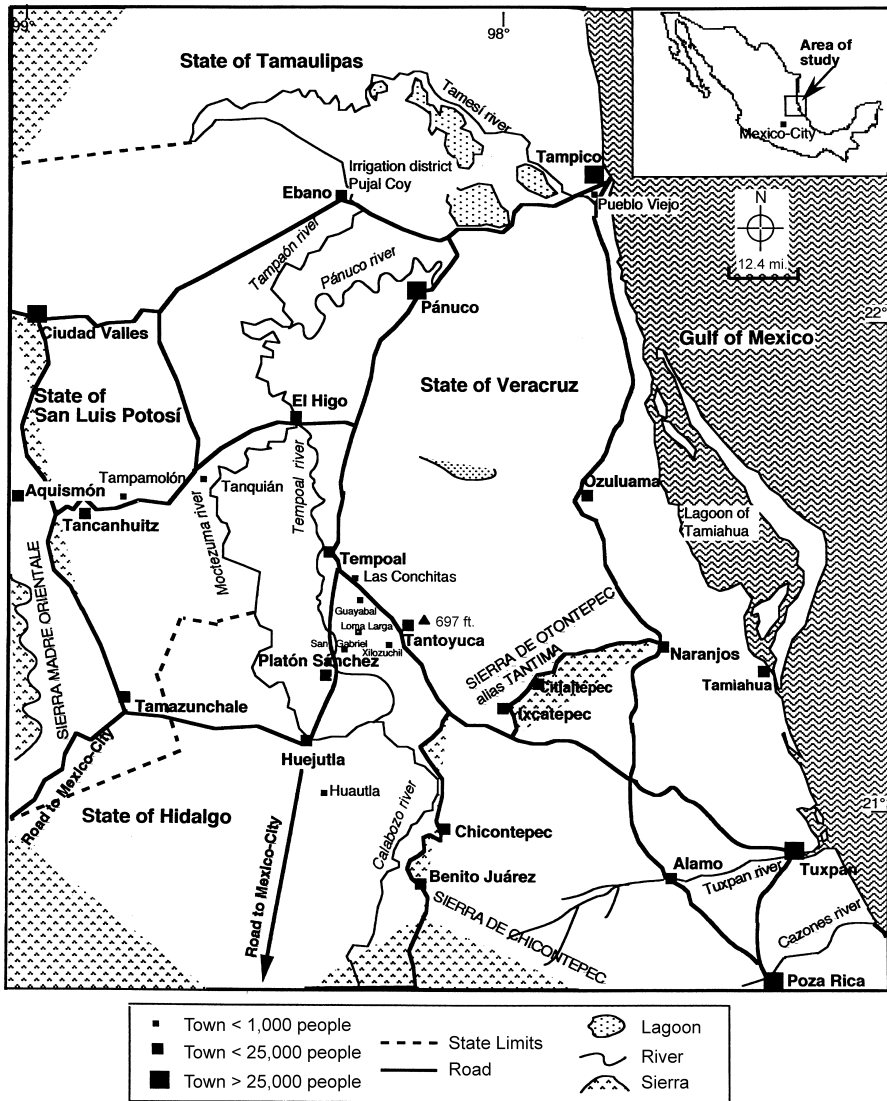 99°
98°
State of Tamaulipas
Tamesí river
Area of
study
Mexico-City
Tampico
Irrigation district
Pujal Coy
Ebano
Pueblo Viejo
N
12.4 mi.
Tampaón river
Pánuco river
Pánuco
22°
Ciudad Valles
Gulf of Mexico
State of
San Luis Potosí
State of Veracruz
El Higo
Tampamolón
Tanquián
Aquismón
Tancanhuitz
Moctezuma river
Tempoal river
Ozuluama
Lagoon of
Tamiahua
Tempoal
Las Conchitas
Guayabal
Loma Larga
697 ft.
Tantoyuca
San Gabriel
Xilozuchil
Platón Sánchez
SIERRA MADRE ORIENTALE
SIERRA DE OTONTEPEC
alias TANTIMA
Naranjos
Citlaltepec
Tamiahua
Ixcatepec
Tamazunchale
Huejutla
Road to Mexico-City
Huautla
State of Hidalgo
21°
Calabozo river
Chicontepec
Road to Mexico-City
Benito Juárez
Alamo
Tuxpan river
Tuxpán
SIERRA DE CHICONTEPEC
Cazones river
Poza Rica
Town < 1,000 people
Town < 25,000 people
Town > 25,000 people
State Limits
Road
Lagoon
River
Sierra